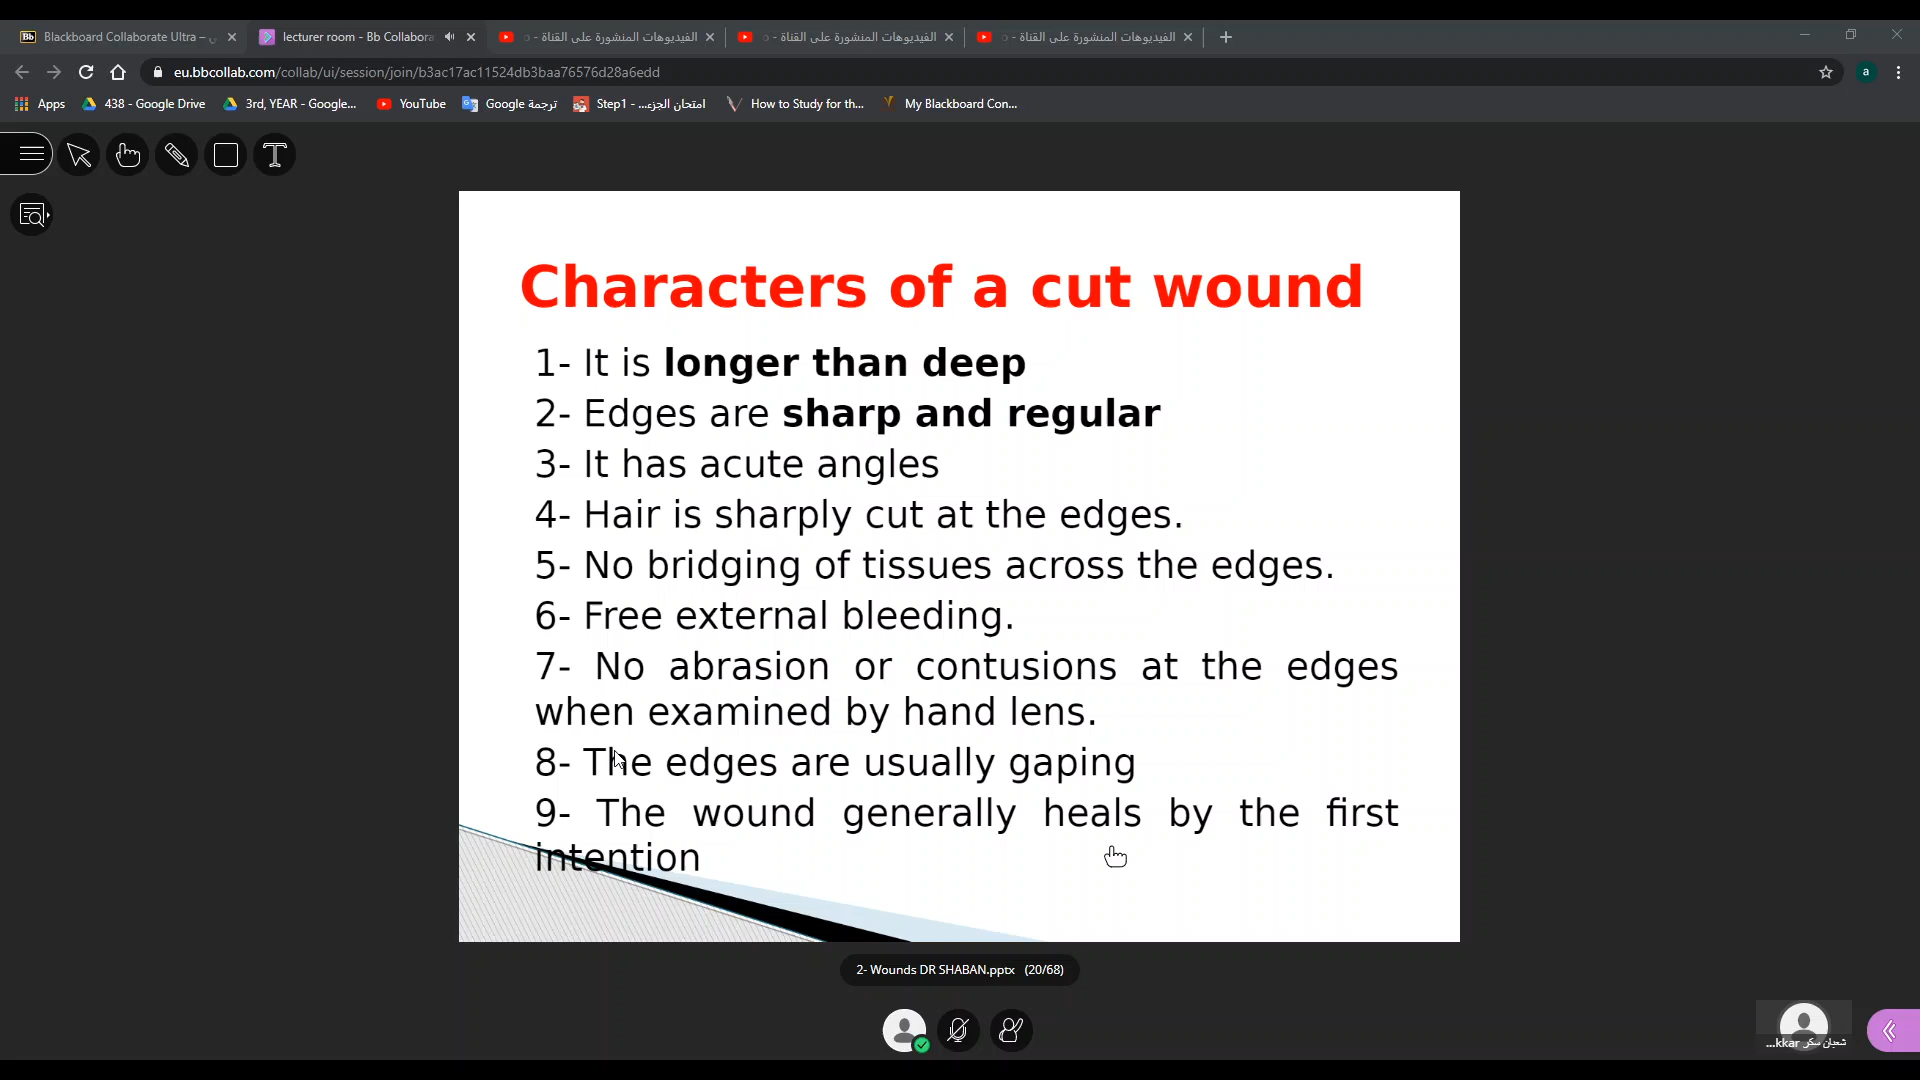 Blackboard Collaborate Ultra –
lecturer room - Bb Collabora
الفيديوهات المنشورة على القناة -
الفيديوهات المنشورة على القناة -
الفيديوهات المنشورة على القناة -
eu.bbcollab.com/collab/ui/session/join/b3ac17ac11524db3baa76576d28a6edd
a
Apps
438 - Google Drive
3rd, YEAR - Google...
YouTube
ترجمة Google
Step1 - ...امتحان الجزء
How to Study for th...
My Blackboard Con...
Characters of a cut wound
1- It is longer than deep
2- Edges are sharp and regular
3- It has acute angles
4- Hair is sharply cut at the edges.
5- No bridging of tissues across the edges.
6- Free external bleeding.
7- No abrasion or contusions at the edges
when examined by hand lens.
8- The edges are usually gaping
9- The wound generally heals by the first
intention
2- Wounds DR SHABAN.pptx (20/68)
شعبان سكر kkar...